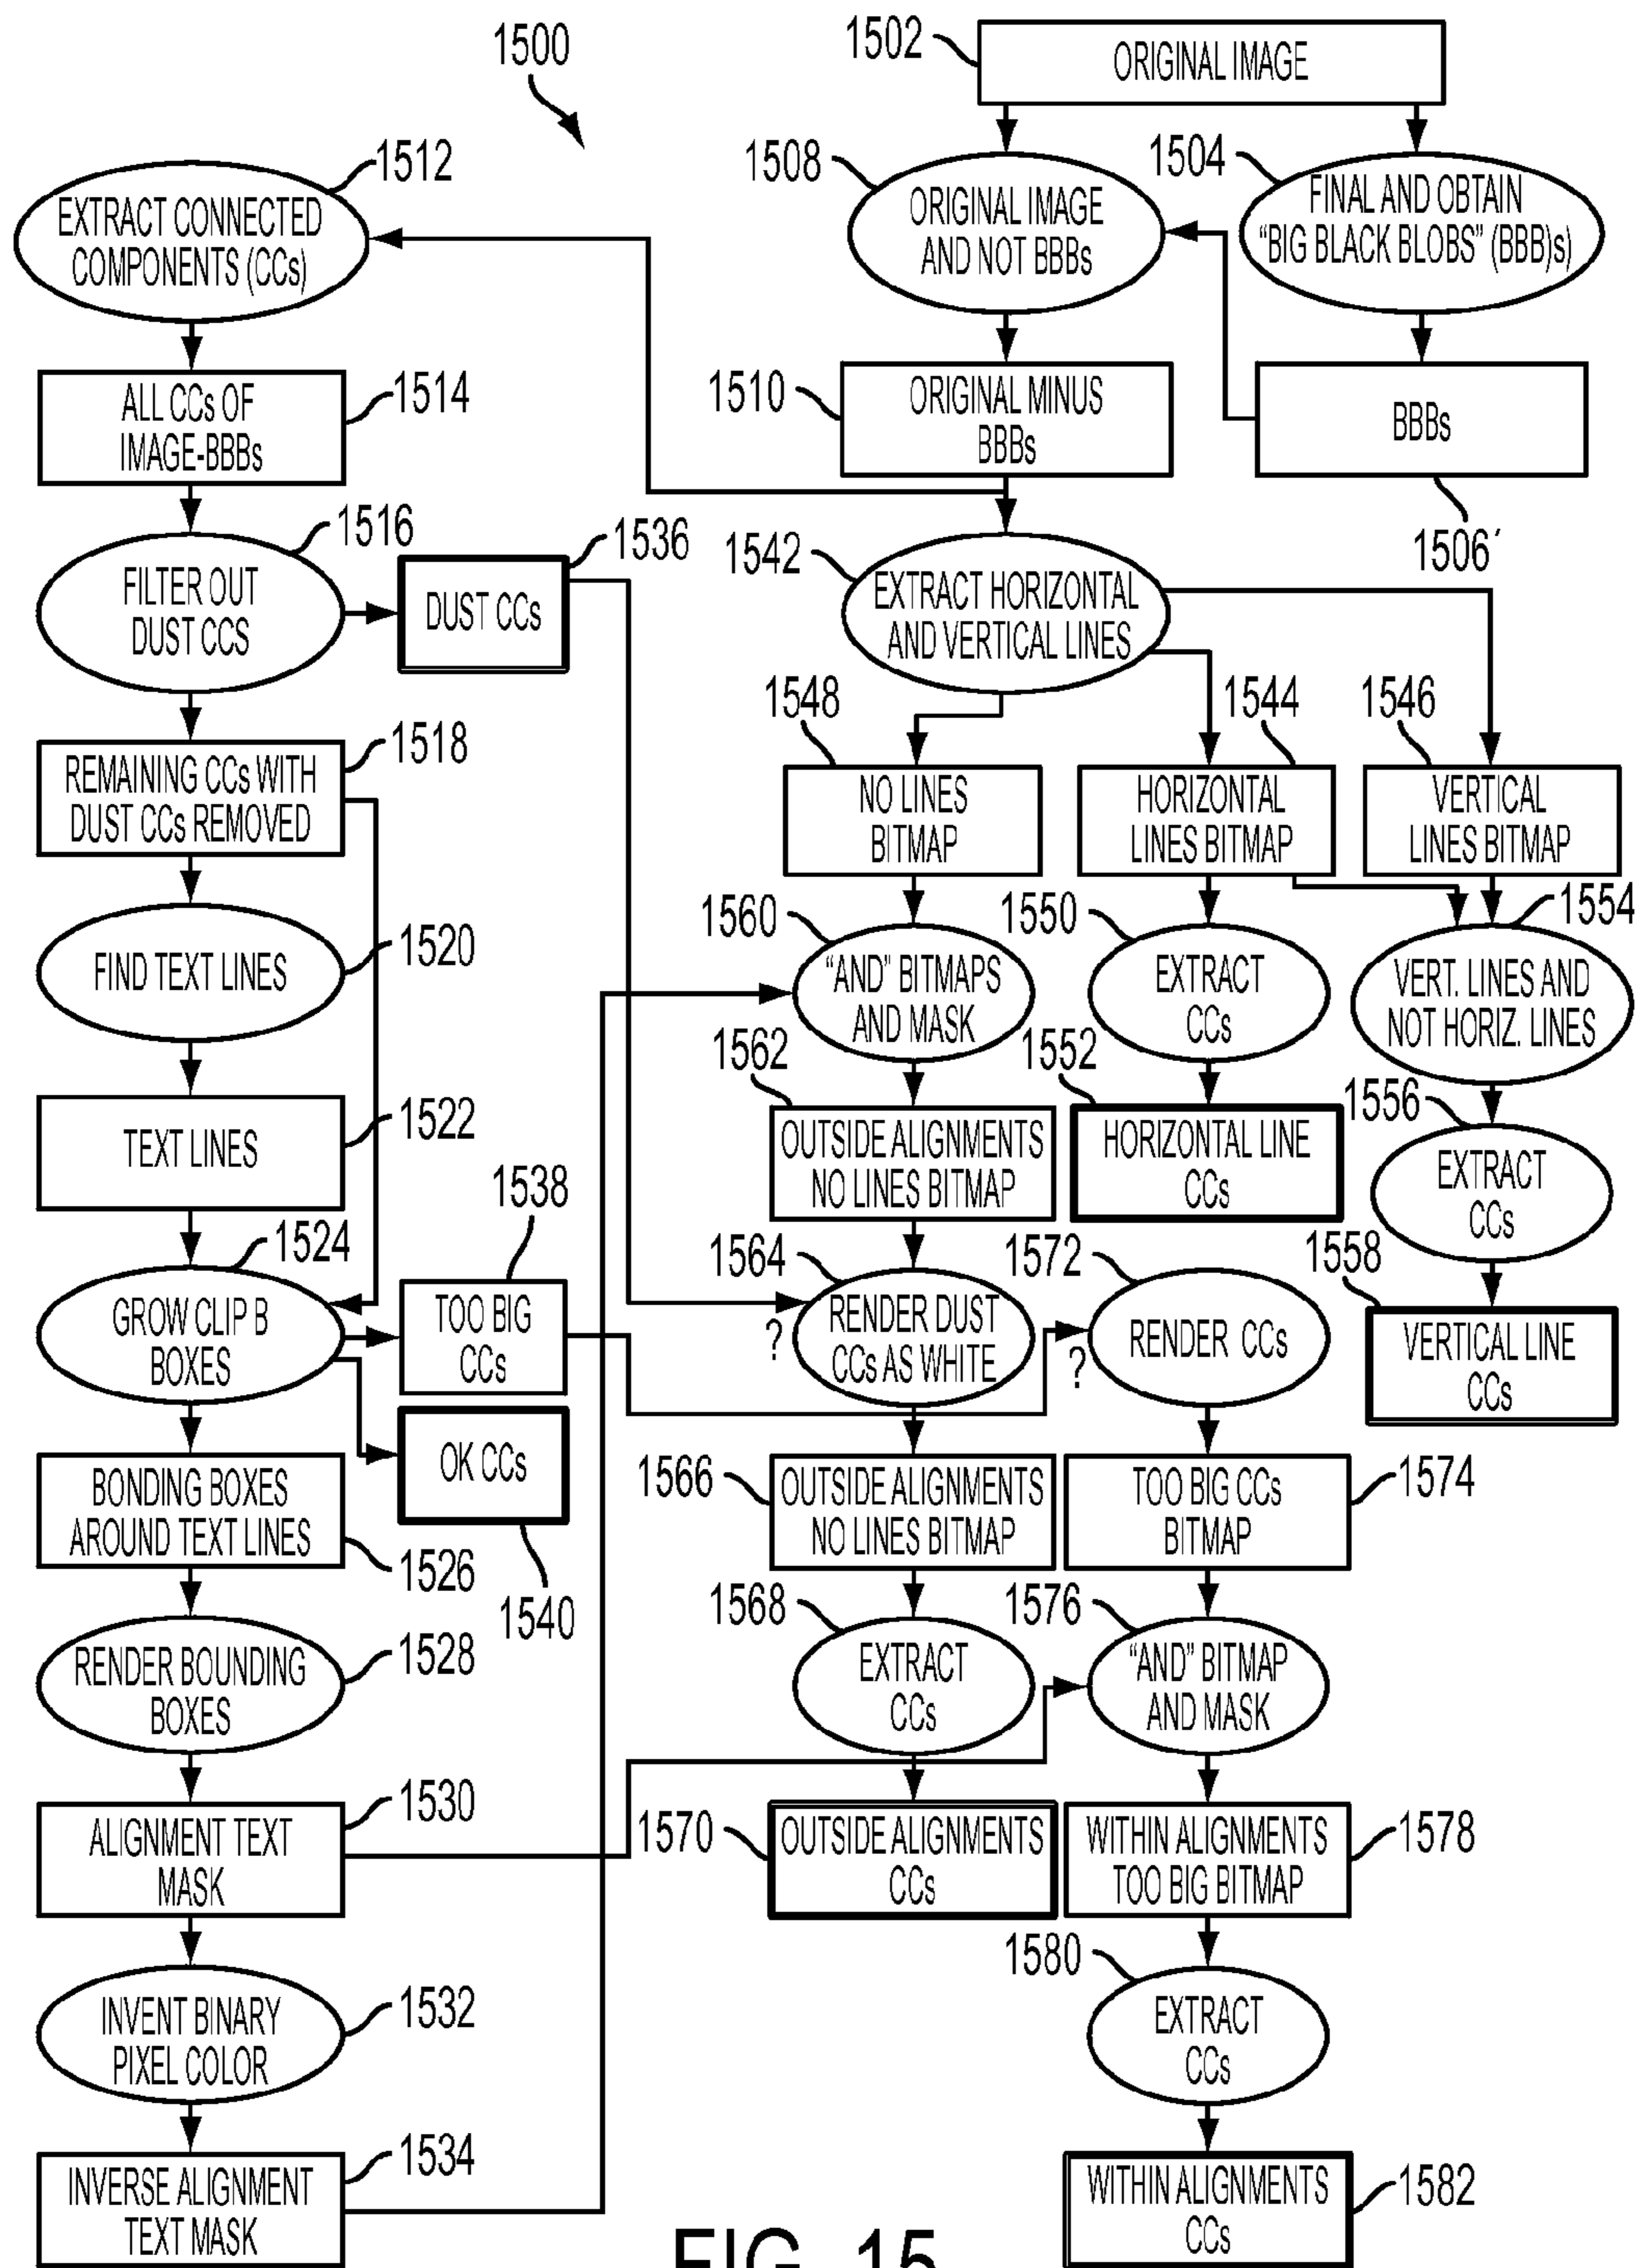 1500
1502
ORIGINAL IMAGE
1512
EXTRACT CONNECTED
COMPONENTS (CCs)
1508
ORIGINAL IMAGE
AND NOT BBBs
1504
FINAL AND OBTAIN
“BIG BLACK BLOBS” (BBB)s)
ALL CCs OF
IMAGE-BBBs
1514
1510
ORIGINAL MINUS
BBBs
BBBs
1506´
1516
FILTER OUT
DUST CCS
1536
DUST CCs
1542
EXTRACT HORIZONTAL
AND VERTICAL LINES
1518
REMAINING CCs WITH
DUST CCs REMOVED
1548
NO LINES
BITMAP
1544
HORIZONTAL
LINES BITMAP
1546
VERTICAL
LINES BITMAP
1520
FIND TEXT LINES
1560
“AND” BITMAPS
AND MASK
1550
EXTRACT
CCs
1554
VERT. LINES AND
NOT HORIZ. LINES
1522
TEXT LINES
1562
OUTSIDE ALIGNMENTS
NO LINES BITMAP
1552
HORIZONTAL LINE
CCs
1556
EXTRACT
CCs
1524
GROW CLIP B
BOXES
1538
TOO BIG
CCs
1564
?
RENDER DUST
CCs AS WHITE
1572
?
RENDER CCs
1558
VERTICAL LINE
CCs
BONDING BOXES
AROUND TEXT LINES
1526
OK CCs
1540
1566
OUTSIDE ALIGNMENTS
NO LINES BITMAP
TOO BIG CCs
BITMAP
1574
RENDER BOUNDING
BOXES
1528
1568
EXTRACT
CCs
1576
“AND” BITMAP
AND MASK
ALIGNMENT TEXT
MASK
1530
1570
OUTSIDE ALIGNMENTS
CCs
WITHIN ALIGNMENTS
TOO BIG BITMAP
1578
INVENT BINARY
PIXEL COLOR
1532
1580
EXTRACT
CCs
INVERSE ALIGNMENT
TEXT MASK
1534
WITHIN ALIGNMENTS
CCs
1582
FIG. 15